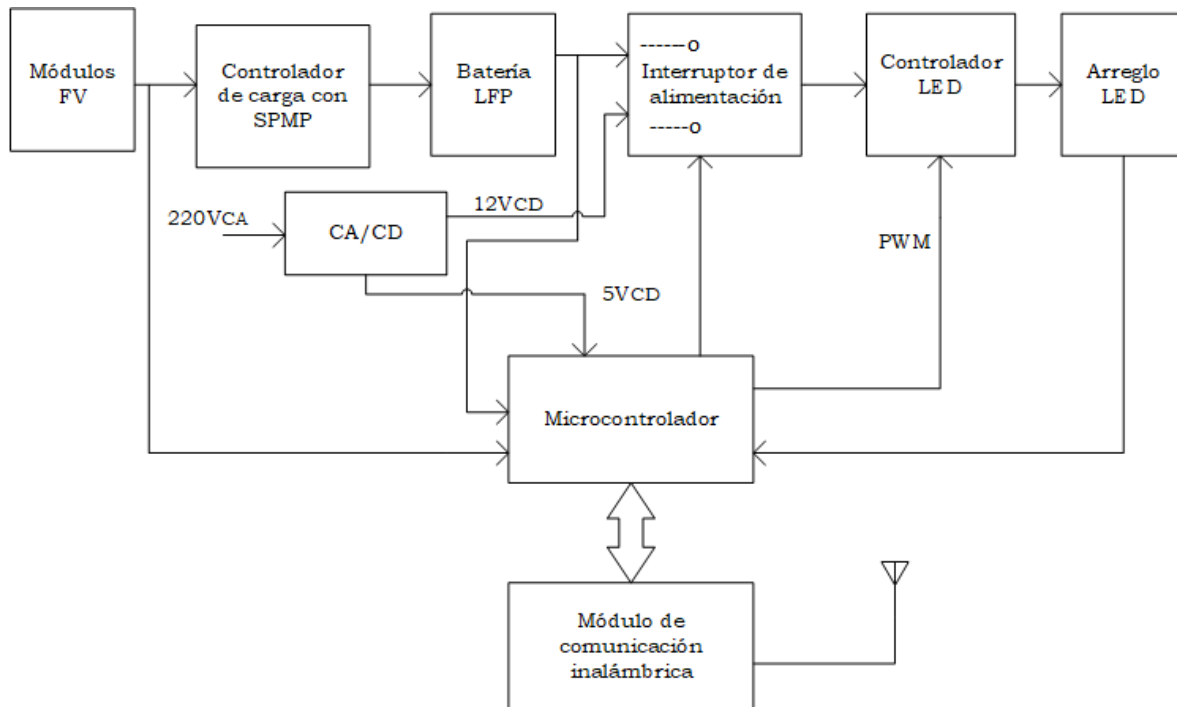 Módulos
FV
Controlador
de carga con
SPMP
Batería
LFP
------o
Interruptor de
alimentación
-----o
Controlador
LED
Arreglo
LED
220VCA
CA/CD
12VCD
5VCD
PWM
Microcontrolador
Módulo de
comunicación
inalámbrica